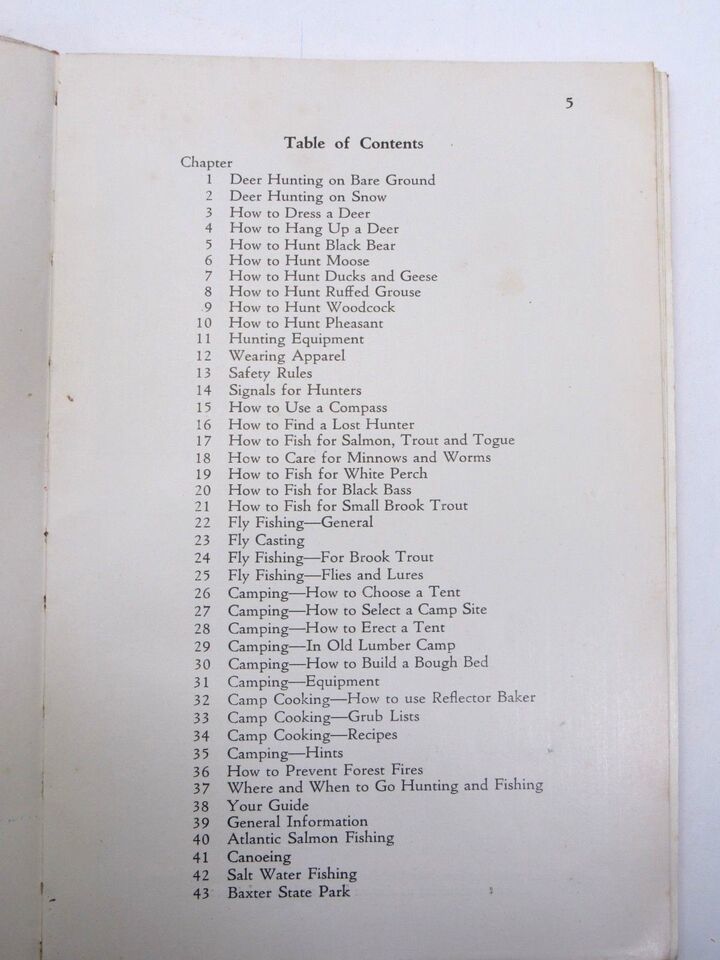 5
Table of Contents
Chapter
1 Deer Hunting on Bare Ground
2 Deer Hunting on Snow
3 How to Dress a Deer
4 How to Hang Up a Deer
5 How to Hunt Black Bear
6 How to Hunt Moose
7 How to Hunt Ducks and Geese
8 How to Hunt Ruffed Grouse
9 How to Hunt Woodcock
10 How to Hunt Pheasant
11 Hunting Equipment
12 Wearing Apparel
13 Safety Rules
14 Signals for Hunters
15 How to Use a Compass
16 How to Find a Lost Hunter
17 How to Fish for Salmon, Trout and Togue
18 How to Care for Minnows and Worms
19 How to Fish for White Perch
20 How to Fish for Black Bass
21 How to Fish for Small Brook Trout
22 Fly Fishing—General
23 Fly Casting
24 Fly Fishing—For Brook Trout
25 Fly Fishing—Flies and Lures
26 Camping—How to Choose a Tent
27 Camping—How to Select a Camp Site
28 Camping—How to Erect a Tent
29 Camping—In Old Lumber Camp
30 Camping—How to Build a Bough Bed
31 Camping—Equipment
32 Camp Cooking—How to use Reflector Baker
33 Camp Cooking—Grub Lists
34 Camp Cooking—Recipes
35 Camping—Hints
36 How to Prevent Forest Fires
37 Where and When to Go Hunting and Fishing
38 Your Guide
39 General Information
40 Atlantic Salmon Fishing
41 Canoeing
42 Salt Water Fishing
43 Baxter State Park